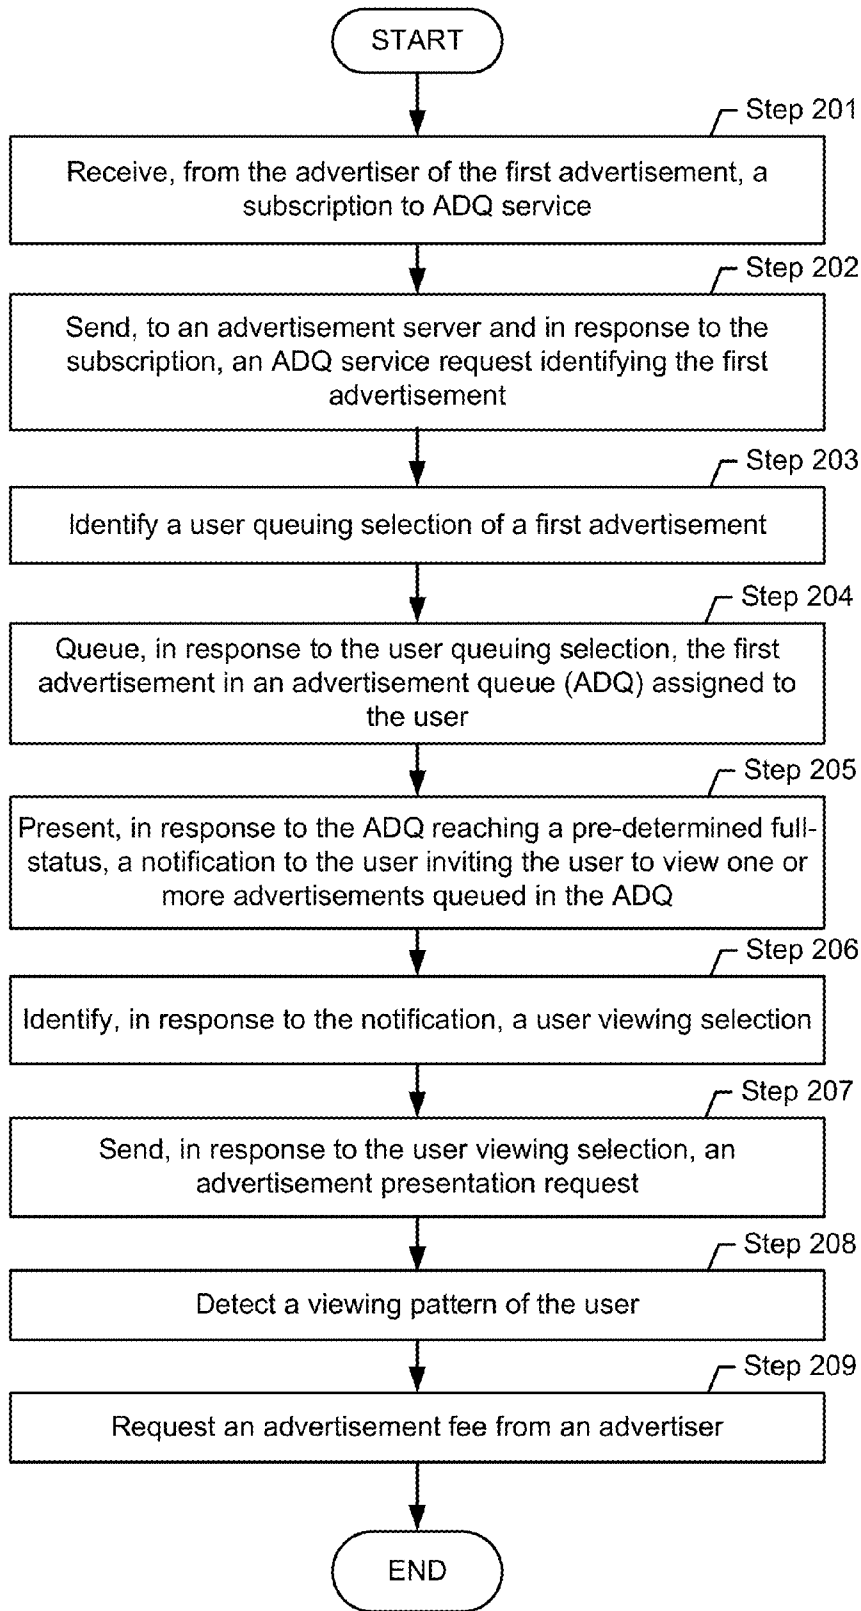 START
Step 201
Receive, from the advertiser of the first advertisement, a
subscription to ADQ service
Step 202
Send, to an advertisement server and in response to the
subscription, an ADQ service request identifying the first
advertisement
Step 203
Identify a user queuing selection of a first advertisement
Step 204
Queue, in response to the user queuing selection, the first
advertisement in an advertisement queue (ADQ) assigned to
the user
Step 205
Present, in response to the ADQ reaching a pre-determined full-
status, a notification to the user inviting the user to view one or
more advertisements queued in the ADQ
Step 206
Identify, in response to the notification, a user viewing selection
Step 207
Send, in response to the user viewing selection, an
advertisement presentation request
Step 208
Detect a viewing pattern of the user
Step 209
Request an advertisement fee from an advertiser
END